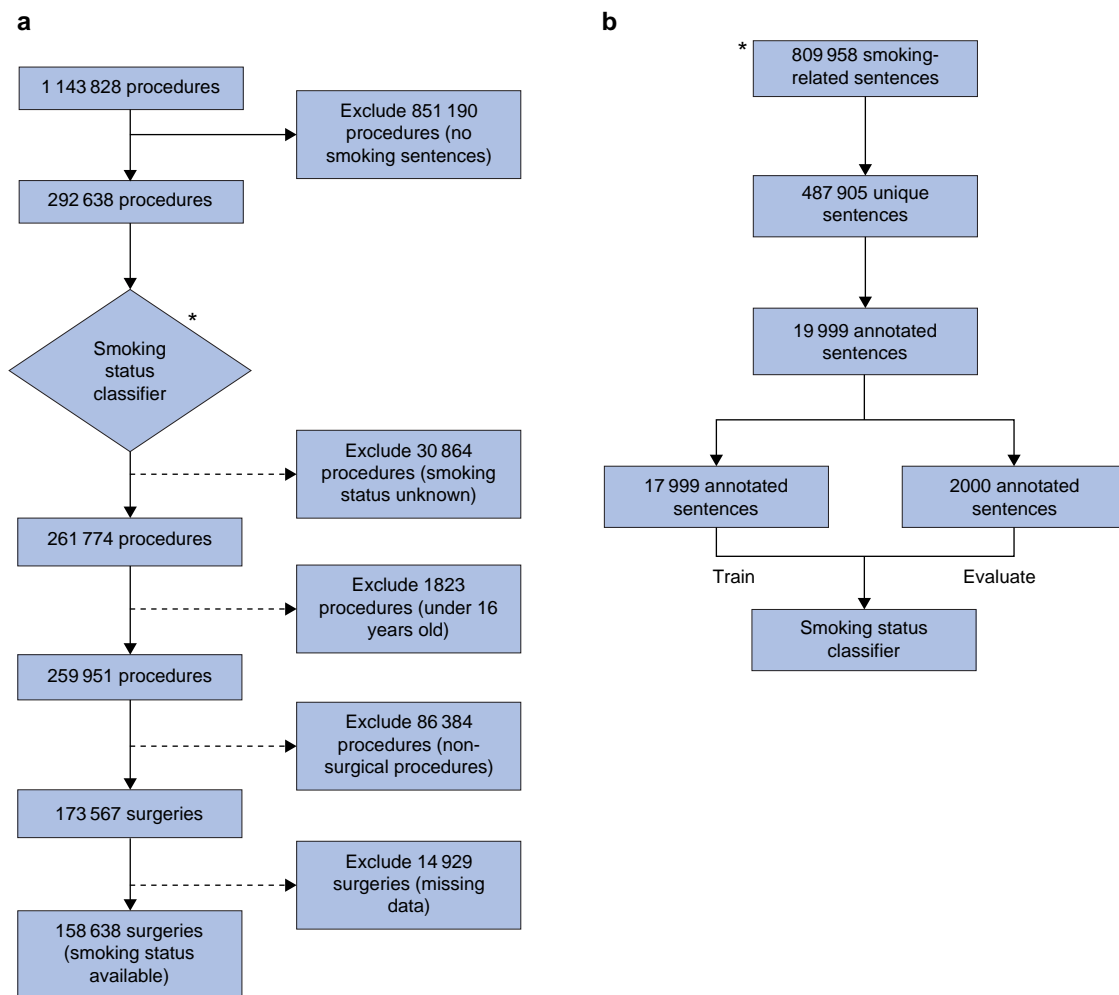 a
1 143 828 procedures
Exclude 851 190
procedures (no
smoking sentences)
292 638 procedures
*
Smoking
status
classifier
Exclude 30 864
procedures (smoking
status unknown)
261 774 procedures
Exclude 1823
procedures (under 16
years old)
259 951 procedures
Exclude 86 384
procedures (non-
surgical procedures)
173 567 surgeries
Exclude 14 929
surgeries (missing
data)
158 638 surgeries
(smoking status
available)
b
*
809 958 smoking-
related sentences
487 905 unique
sentences
19 999 annotated
sentences
17 999 annotated
sentences
2000 annotated
sentences
Train
Evaluate
Smoking status
classifier